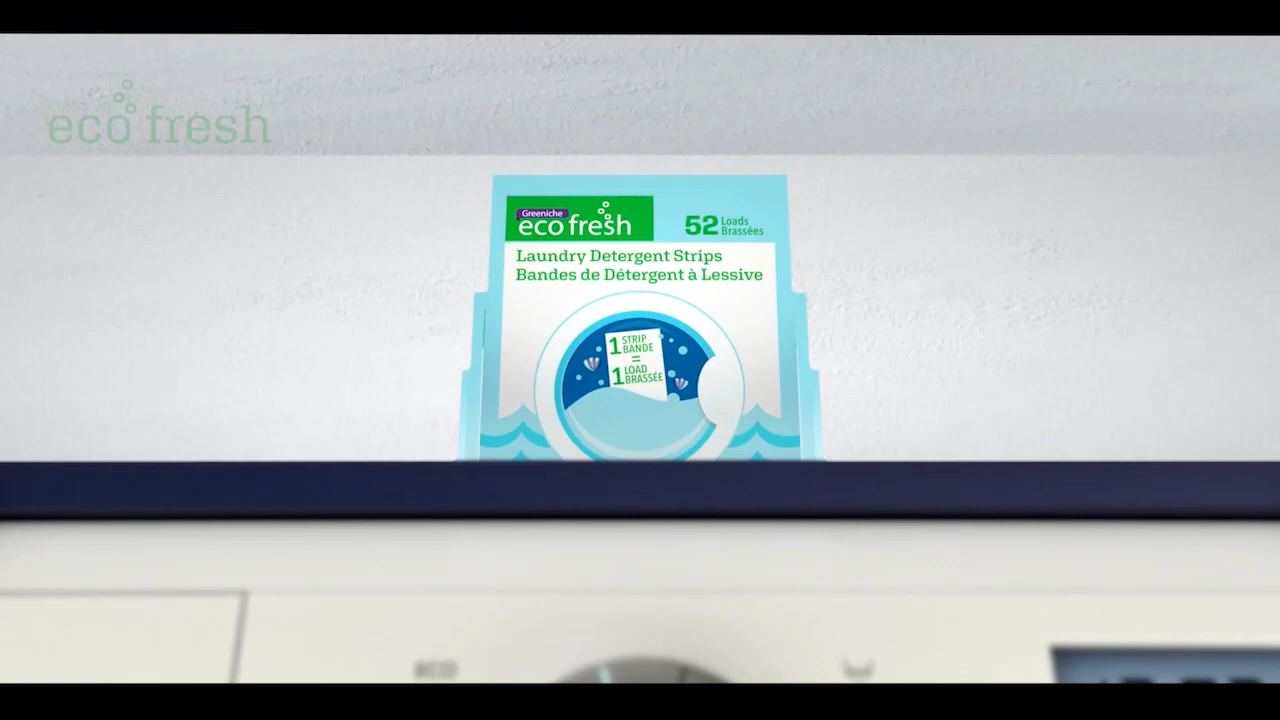 eco fresh
Greeniche
eco fresh
52 Loads
Brassées
Laundry Detergent Strips
Bandes de Détergent à Lessive
1 STRIP
BANDE
=
1 LOAD
BRASSÉE
eco